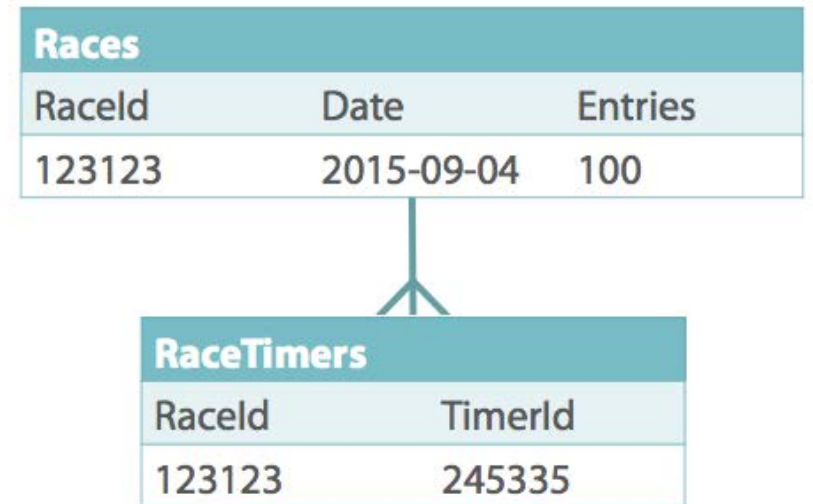 Races
RaceId Date Entries
123123 2015-09-04 100
RaceTimers
RaceId TimerId
123123 245335